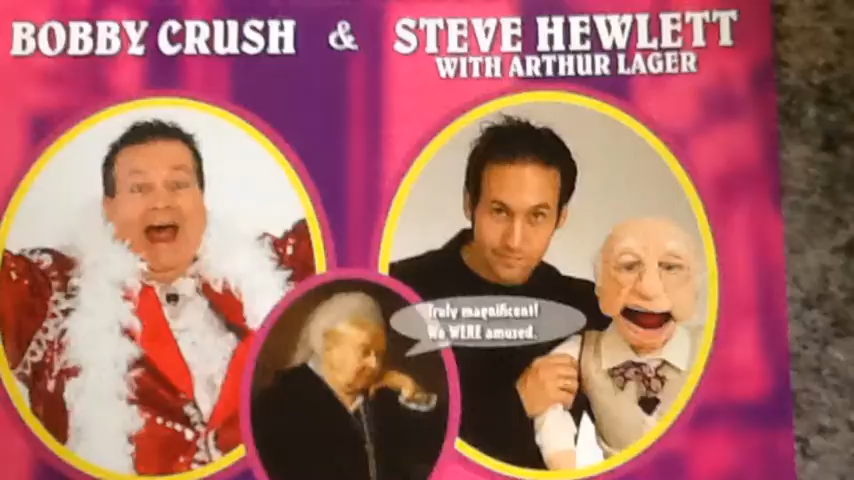 BOBBY CRUSH & STEVE HEWLETT
WITH ARTHUR LAGER
Truly magnificent!
We WERE amused.